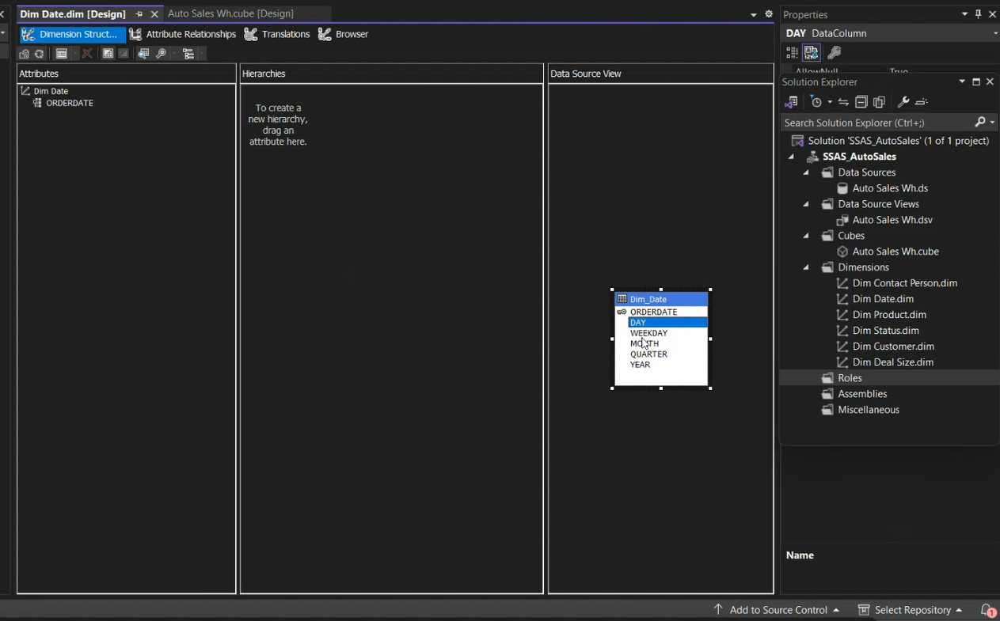 Dim Date.dim [Design]
Auto Sales Wh.cube [Design]
Dimension Struct...
Attribute Relationships
Translations
Browser
Attributes
Dim Date
ORDERDATE
Hierarchies
To create a
new hierarchy,
drag an
attribute here.
Data Source View
Dim_Date
ORDERDATE
DAY
WEEKDAY
MONTH
QUARTER
YEAR
Properties
DAY DataColumn
AllowNull True
Solution Explorer
Search Solution Explorer (Ctrl+;)
Solution 'SSAS_AutoSales' (1 of 1 project)
SSAS_AutoSales
Data Sources
Auto Sales Wh.ds
Data Source Views
Auto Sales Wh.dsv
Cubes
Auto Sales Wh.cube
Dimensions
Dim Contact Person.dim
Dim Date.dim
Dim Product.dim
Dim Status.dim
Dim Customer.dim
Dim Deal Size.dim
Roles
Assemblies
Miscellaneous
Name
Add to Source Control
Select Repository
1